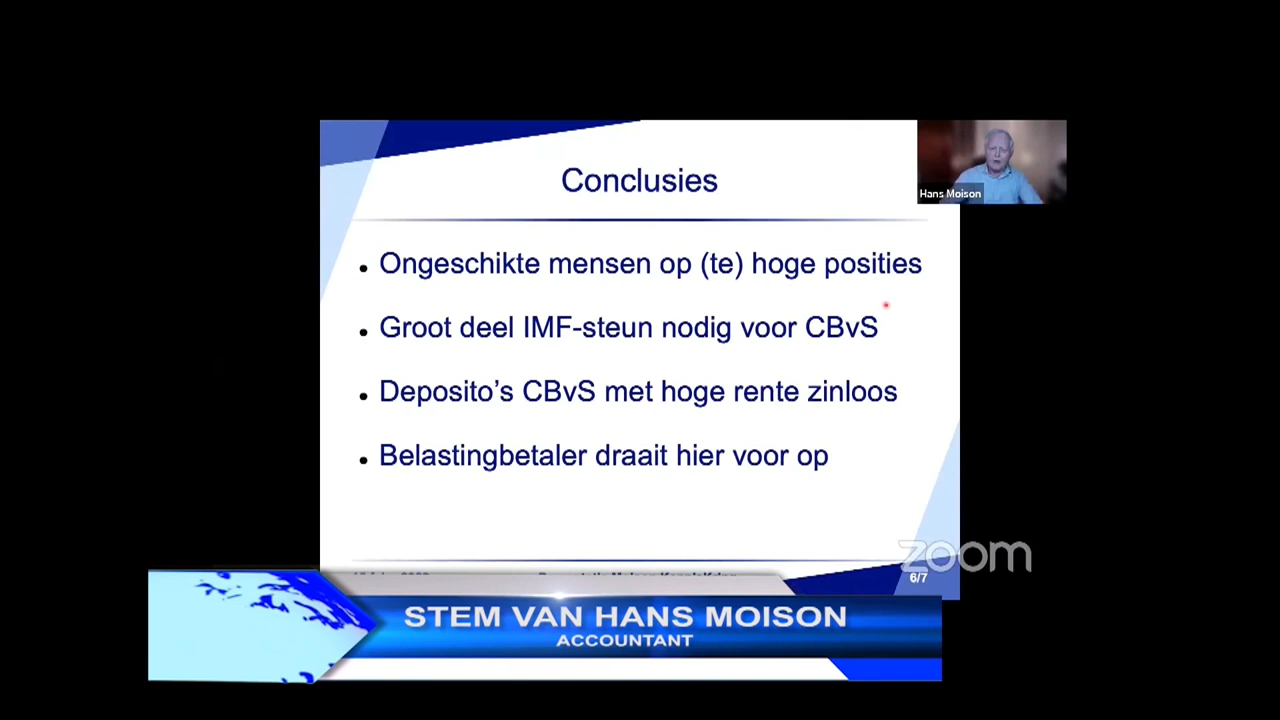 Conclusies
Hans Moison
• Ongeschikte mensen op (te) hoge posities
• Groot deel IMF-steun nodig voor CBvS
• Deposito’s CBvS met hoge rente zinloos
• Belastingbetaler draait hier voor op
zoom
6/7
STEM VAN HANS MOISON
ACCOUNTANT